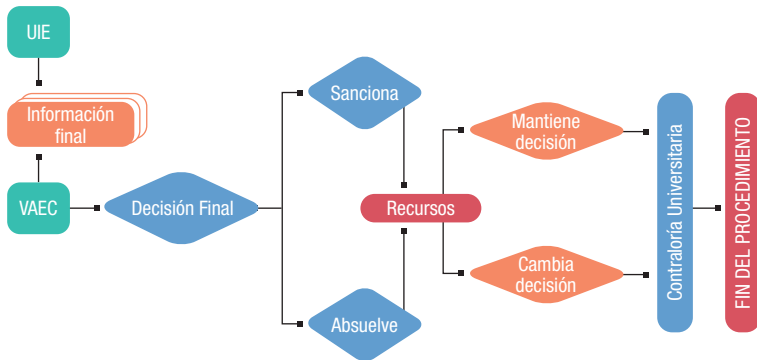 UIE
Información
final
VAEC
Decisión Final
Sanciona
Absuelve
Recursos
Mantiene
decisión
Cambia
decisión
Contraloría Universitaria
FIN DEL PROCEDIMIENTO